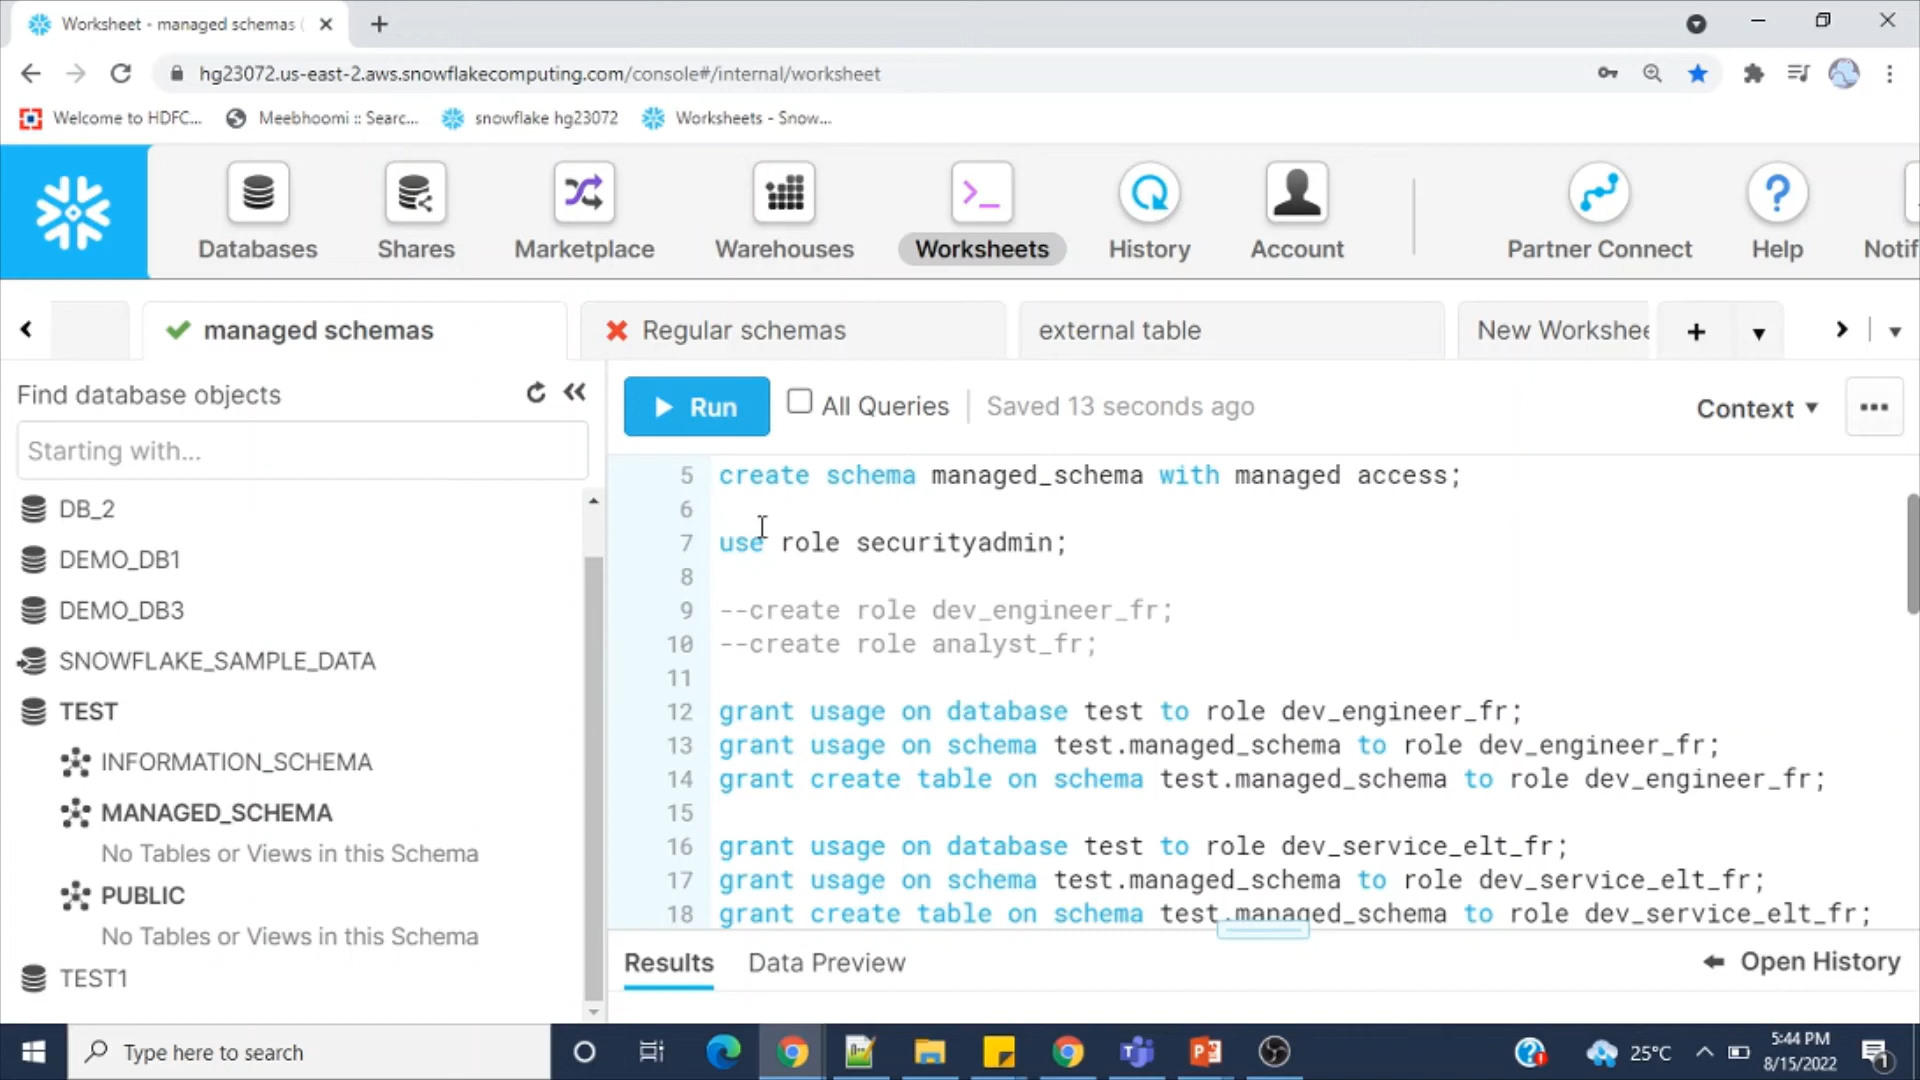 Worksheet - managed schemas (
hg23072.us-east-2.aws.snowflakecomputing.com/console#/internal/worksheet
Welcome to HDFC... Meebhoomi :: Searc... snowflake hg23072 Worksheets - Snow...
Databases Shares Marketplace Warehouses Worksheets History Account Partner Connect Help Notif
managed schemas Regular schemas external table New Workshee
Find database objects
Starting with...
DB_2
DEMO_DB1
DEMO_DB3
SNOWFLAKE_SAMPLE_DATA
TEST
INFORMATION_SCHEMA
MANAGED_SCHEMA
No Tables or Views in this Schema
PUBLIC
No Tables or Views in this Schema
TEST1
Run All Queries Saved 13 seconds ago Context
5 create schema managed_schema with managed access;
6
7 use role securityadmin;
8
9 --create role dev_engineer_fr;
10 --create role analyst_fr;
11
12 grant usage on database test to role dev_engineer_fr;
13 grant usage on schema test.managed_schema to role dev_engineer_fr;
14 grant create table on schema test.managed_schema to role dev_engineer_fr;
15
16 grant usage on database test to role dev_service_elt_fr;
17 grant usage on schema test.managed_schema to role dev_service_elt_fr;
18 grant create table on schema test.managed_schema to role dev_service_elt_fr;
Results Data Preview Open History
Type here to search 25°C 5:44 PM
8/15/2022 1